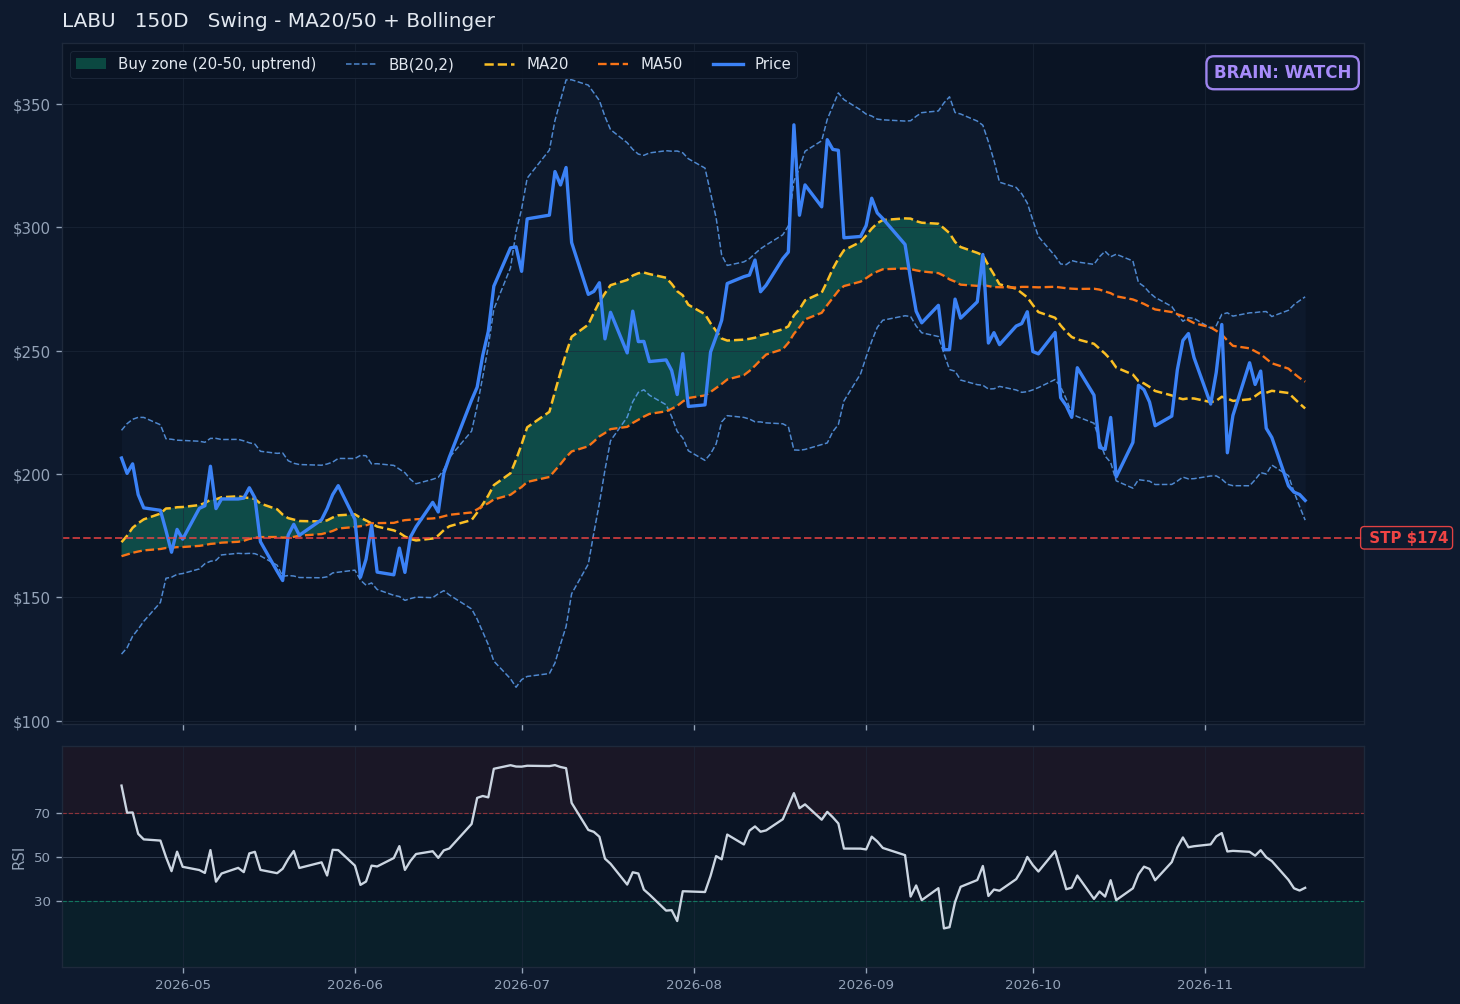 LABU   150D   Swing - MA20/50 + Bollinger
Buy zone (20-50, uptrend)   BB(20,2)   MA20   MA50   Price
BRAIN: WATCH
$350
$300
$250
$200
STP $174
$150
$100
70
50
30
RSI
2026-05   2026-06   2026-07   2026-08   2026-09   2026-10   2026-11